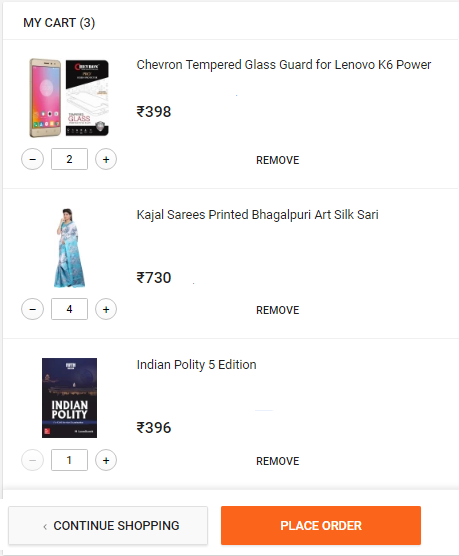 MY CART (3)
Chevron Tempered Glass Guard for Lenovo K6 Power
CHEVRON
TEMPERED
GLASS
₹398
− 2 +
REMOVE
Kajal Sarees Printed Bhagalpuri Art Silk Sari
₹730
− 4 +
REMOVE
Indian Polity 5 Edition
INDIAN
POLITY
₹396
− 1 +
REMOVE
‹ CONTINUE SHOPPING
PLACE ORDER